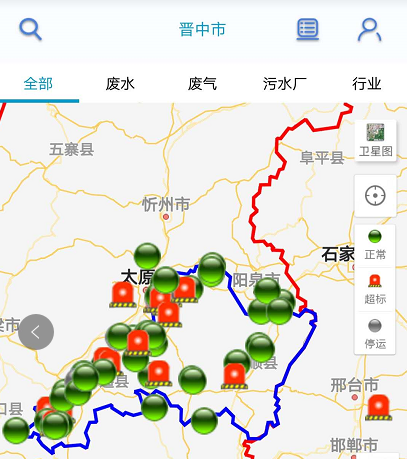 晋中市
全部 废水 废气 污水厂 行业
五寨县
阜平县
卫星图
忻州市
石家
正常
太原
阳泉市
超标
停运
县
顺县
邢台市
口县
邯郸市